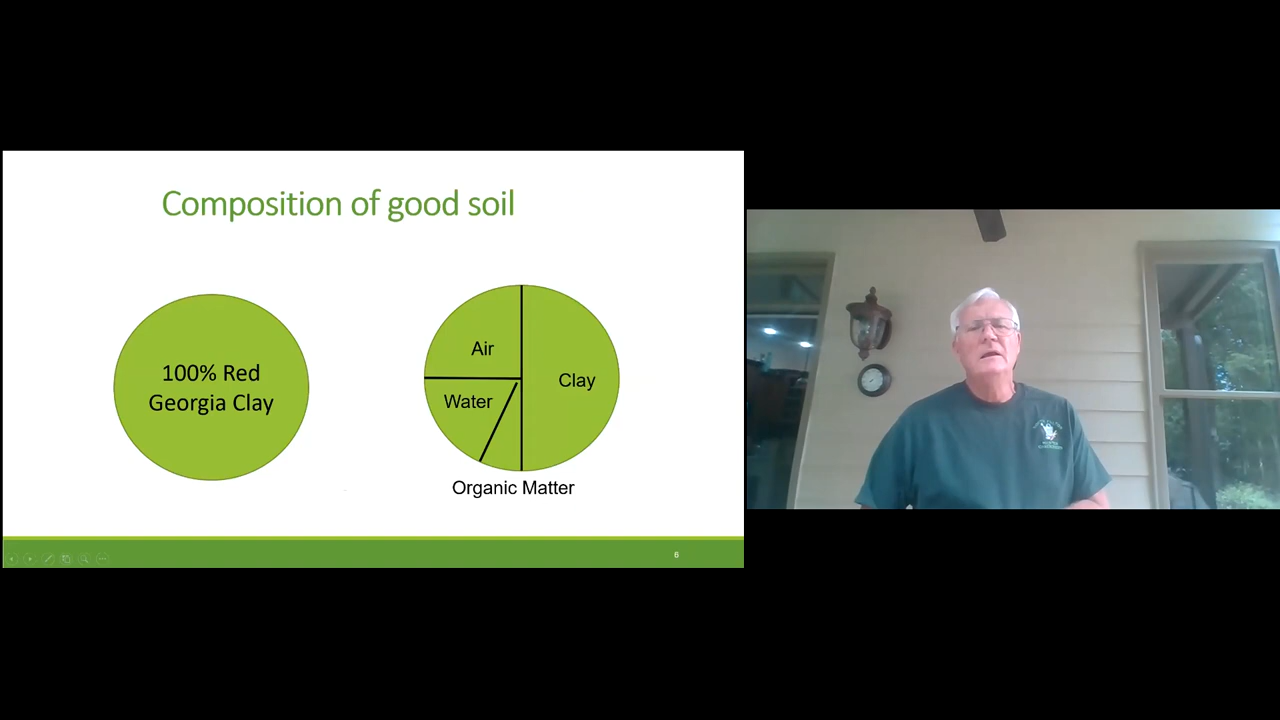 Composition of good soil
100% Red
Georgia Clay
Air
Water
Clay
Organic Matter
6